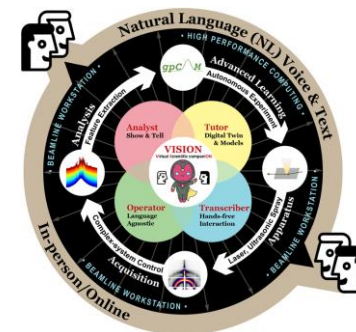 Natural Language (NL) Voice & Text
• HIGH PERFORMANCE COMPUTING •
Advanced Learning
Autonomous Experiment
gpCAM
Analysis
Feature Extraction
• BEAMLINE WORKSTATION •
Analyst
Show & Tell
Tutor
Digital Twin
& Models
VISION
VIrtual Scientific companION
Operator
Language
Agnostic
Transcriber
Hands-free
Interaction
Apparatus
Laser, Ultrasonic Spray
• BEAMLINE WORKSTATION •
Complex-system Control
Acquisition
• BEAMLINE WORKSTATION •
In-person/Online